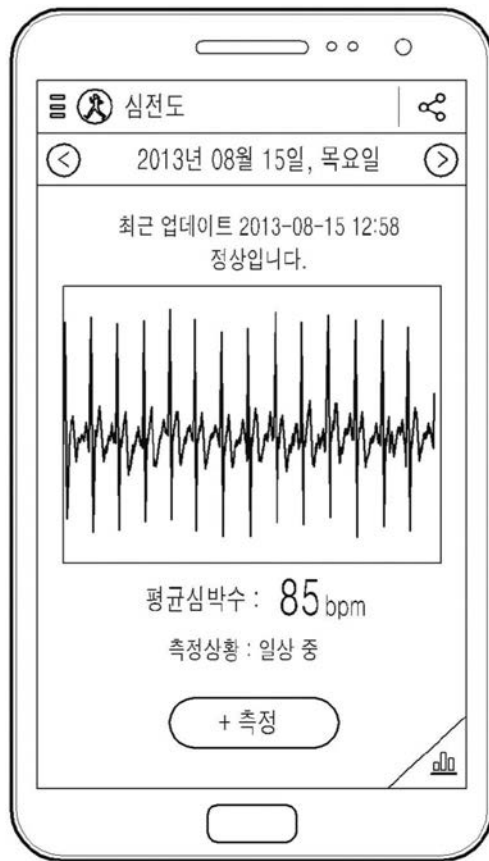 심전도
2013년 08월 15일, 목요일
최근 업데이트 2013-08-15 12:58
정상입니다.
평균심박수 : 85 bpm
측정상황 : 일상 중
+ 측정